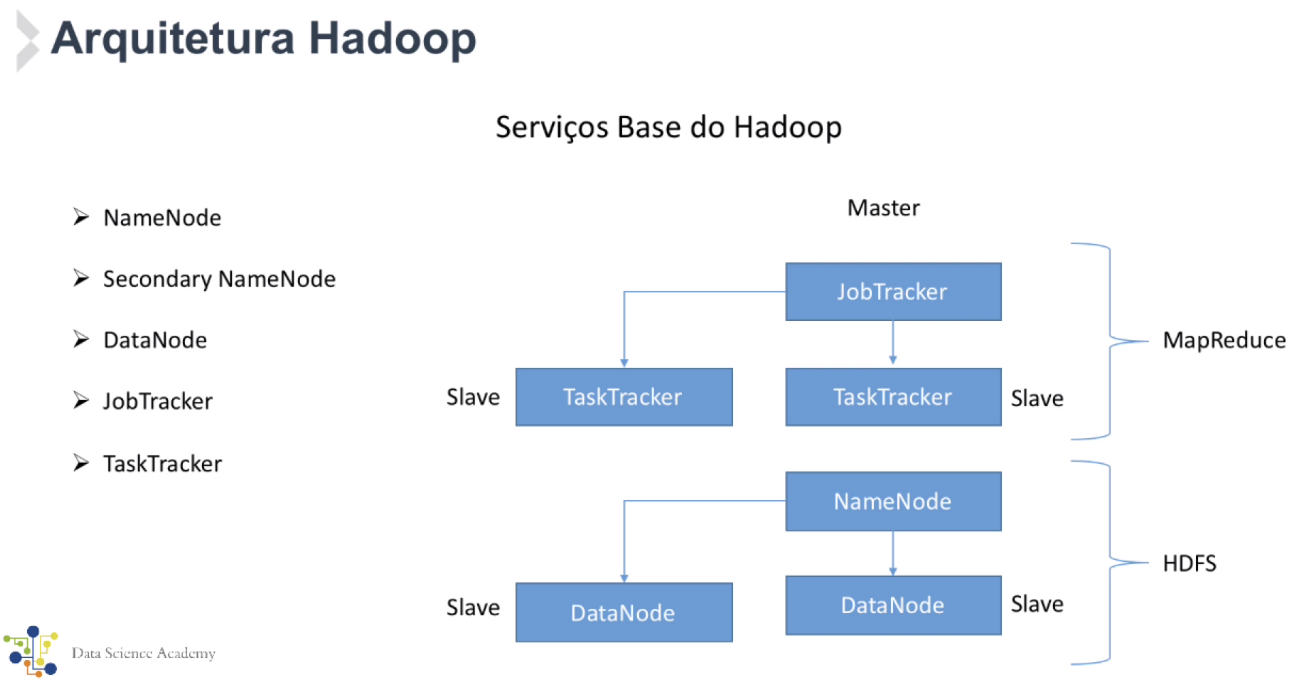 Arquitetura Hadoop
Serviços Base do Hadoop
NameNode
Secondary NameNode
DataNode
JobTracker
TaskTracker
Master
JobTracker
Slave
TaskTracker
TaskTracker
Slave
MapReduce
NameNode
Slave
DataNode
DataNode
Slave
HDFS
Data Science Academy